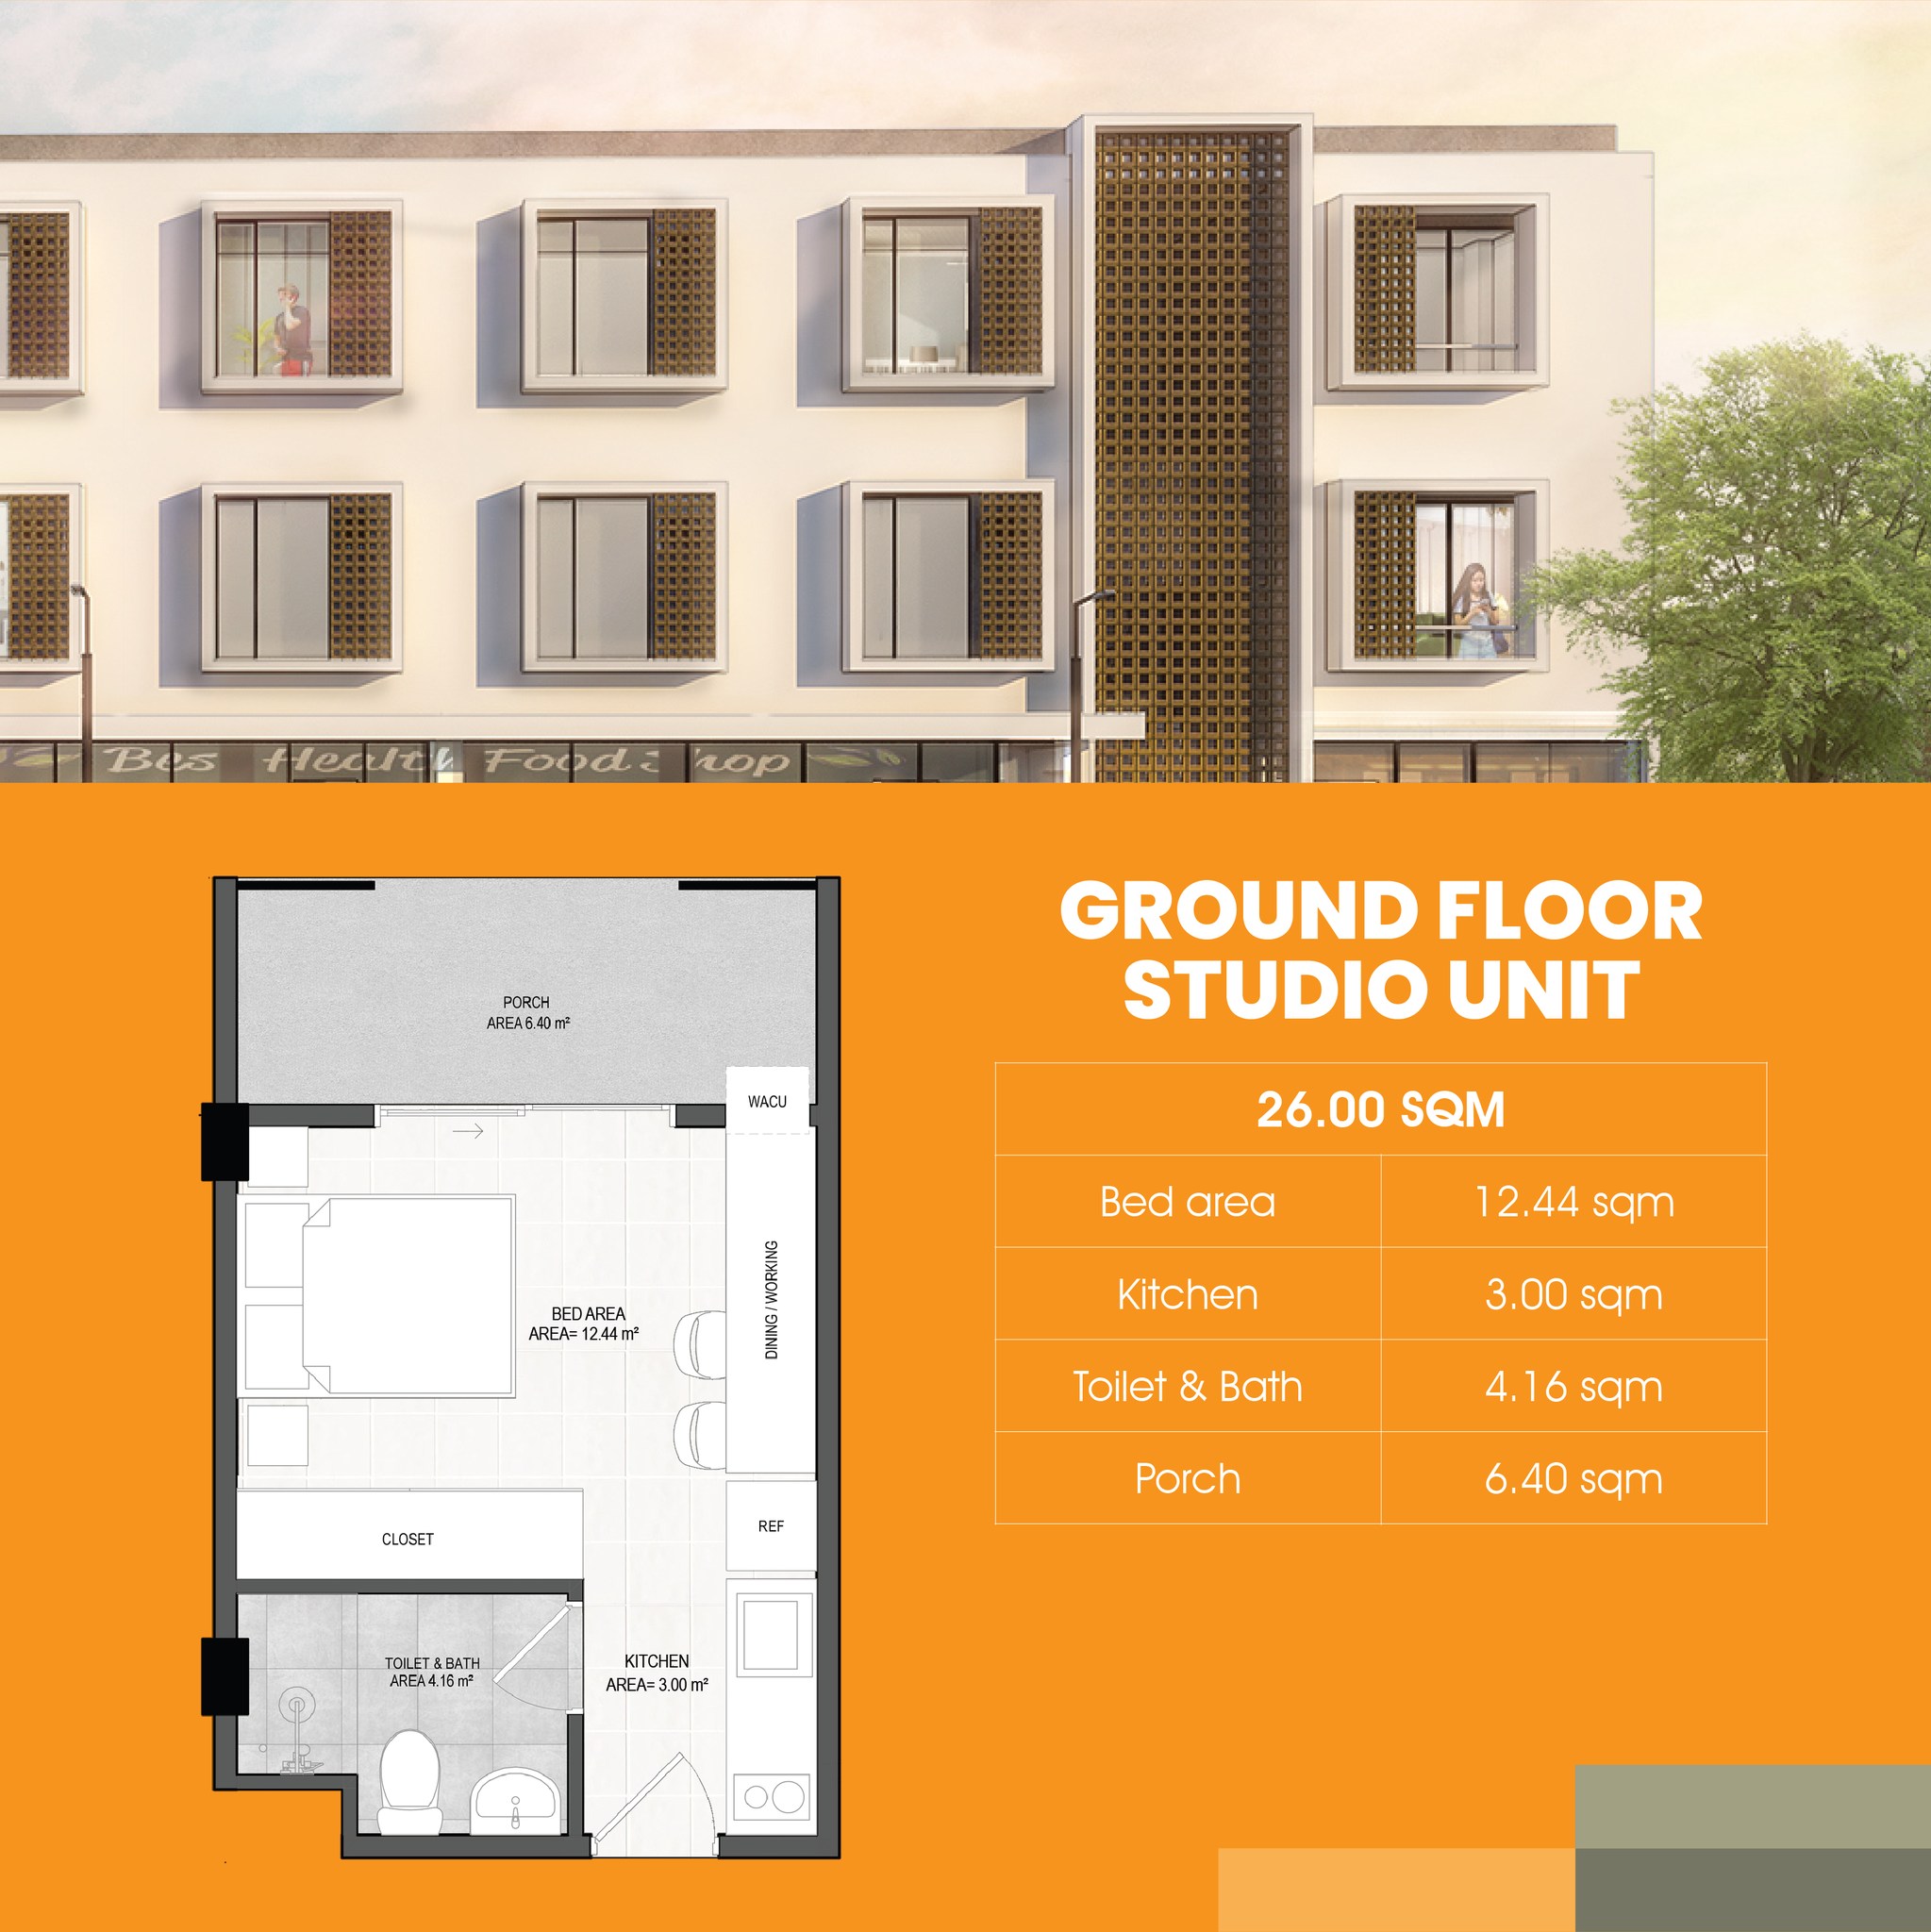 Bes Health Food Shop
GROUND FLOOR
STUDIO UNIT
26.00 SQM
Bed area 12.44 sqm
Kitchen 3.00 sqm
Toilet & Bath 4.16 sqm
Porch 6.40 sqm
PORCH
AREA 6.40 m²
WACU
DINING / WORKING
BED AREA
AREA= 12.44 m²
CLOSET
REF
TOILET & BATH
AREA 4.16 m²
KITCHEN
AREA= 3.00 m²